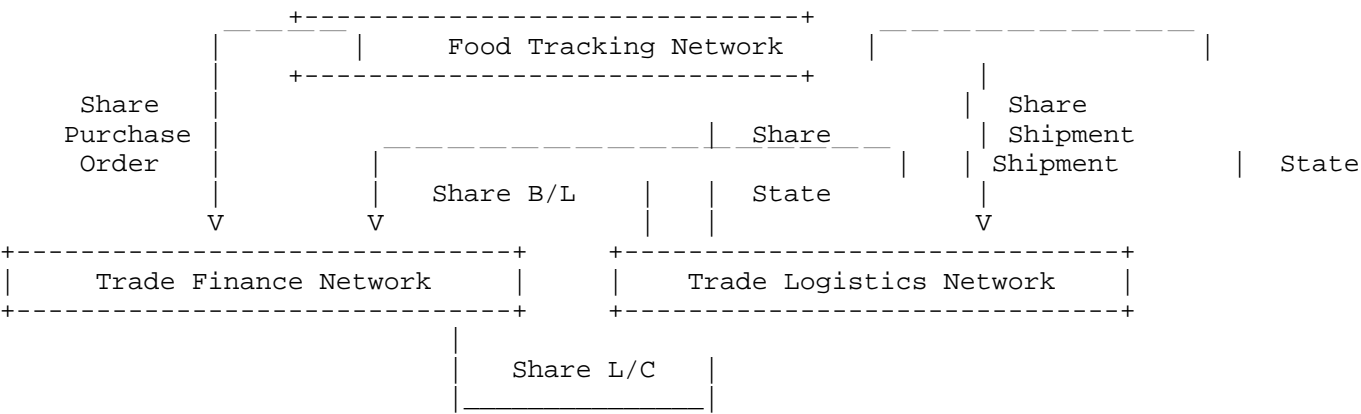 Food Tracking Network
Share Share
Purchase Share Shipment
Order Shipment State
Share B/L State
V V V
Trade Finance Network Trade Logistics Network
Share L/C